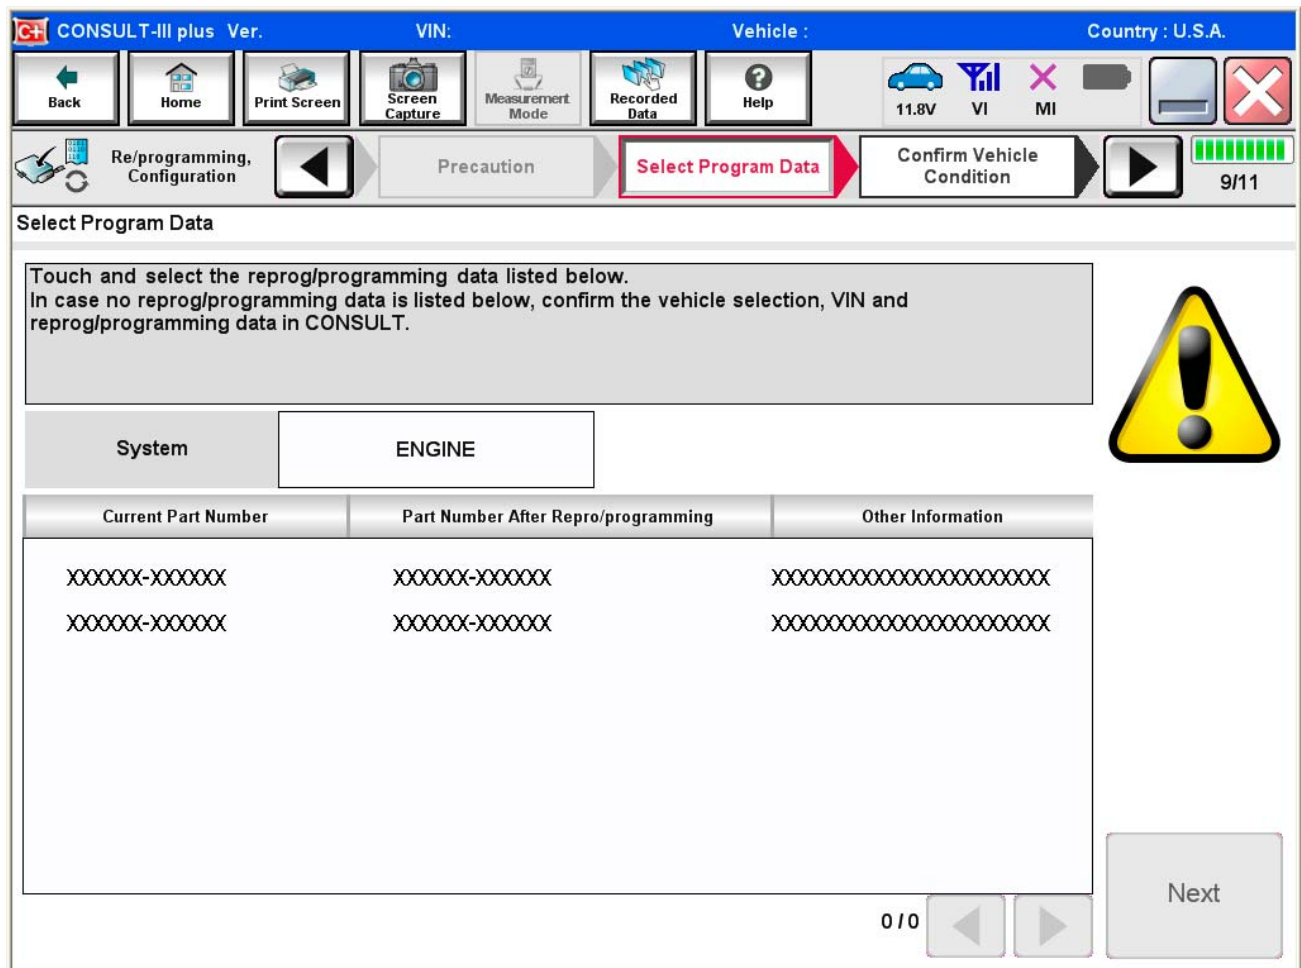 C+ CONSULT-III plus Ver. VIN: Vehicle : Country : U.S.A.
Back
Home
Print Screen
Screen
Capture
Measurement
Mode
Recorded
Data
Help
11.8V VI MI
Re/programming,
Configuration
Precaution
Select Program Data
Confirm Vehicle
Condition
9/11
Select Program Data
Touch and select the reprog/programming data listed below.
In case no reprog/programming data is listed below, confirm the vehicle selection, VIN and
reprog/programming data in CONSULT.
System ENGINE
Current Part Number Part Number After Repro/programming Other Information
XXXXXX-XXXXXX XXXXXX-XXXXXX XXXXXXXXXXXXXXXXXXXXXX
XXXXXX-XXXXXX XXXXXX-XXXXXX XXXXXXXXXXXXXXXXXXXXXX
0/0
Next